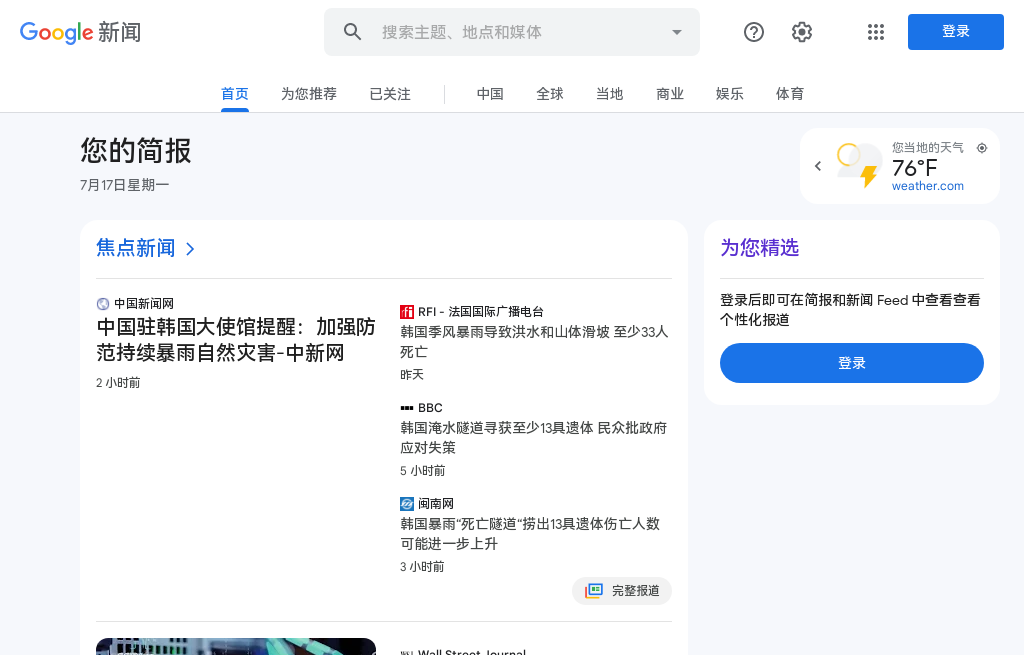 Google 新闻
搜索主题、地点和媒体
登录
首页
为您推荐
已关注
中国
全球
当地
商业
娱乐
体育
您的简报
7月17日星期一
您当地的天气
76°F
weather.com
焦点新闻
中国新闻网
中国驻韩国大使馆提醒：加强防
范持续暴雨自然灾害-中新网
2 小时前
RFI - 法国国际广播电台
韩国季风暴雨导致洪水和山体滑坡 至少33人
死亡
昨天
BBC
韩国淹水隧道寻获至少13具遗体 民众批政府
应对失策
5 小时前
闽南网
韩国暴雨“死亡隧道“捞出13具遗体伤亡人数
可能进一步上升
3 小时前
完整报道
Wall Street Journal
为您精选
登录后即可在简报和新闻 Feed 中查看查看
个性化报道
登录